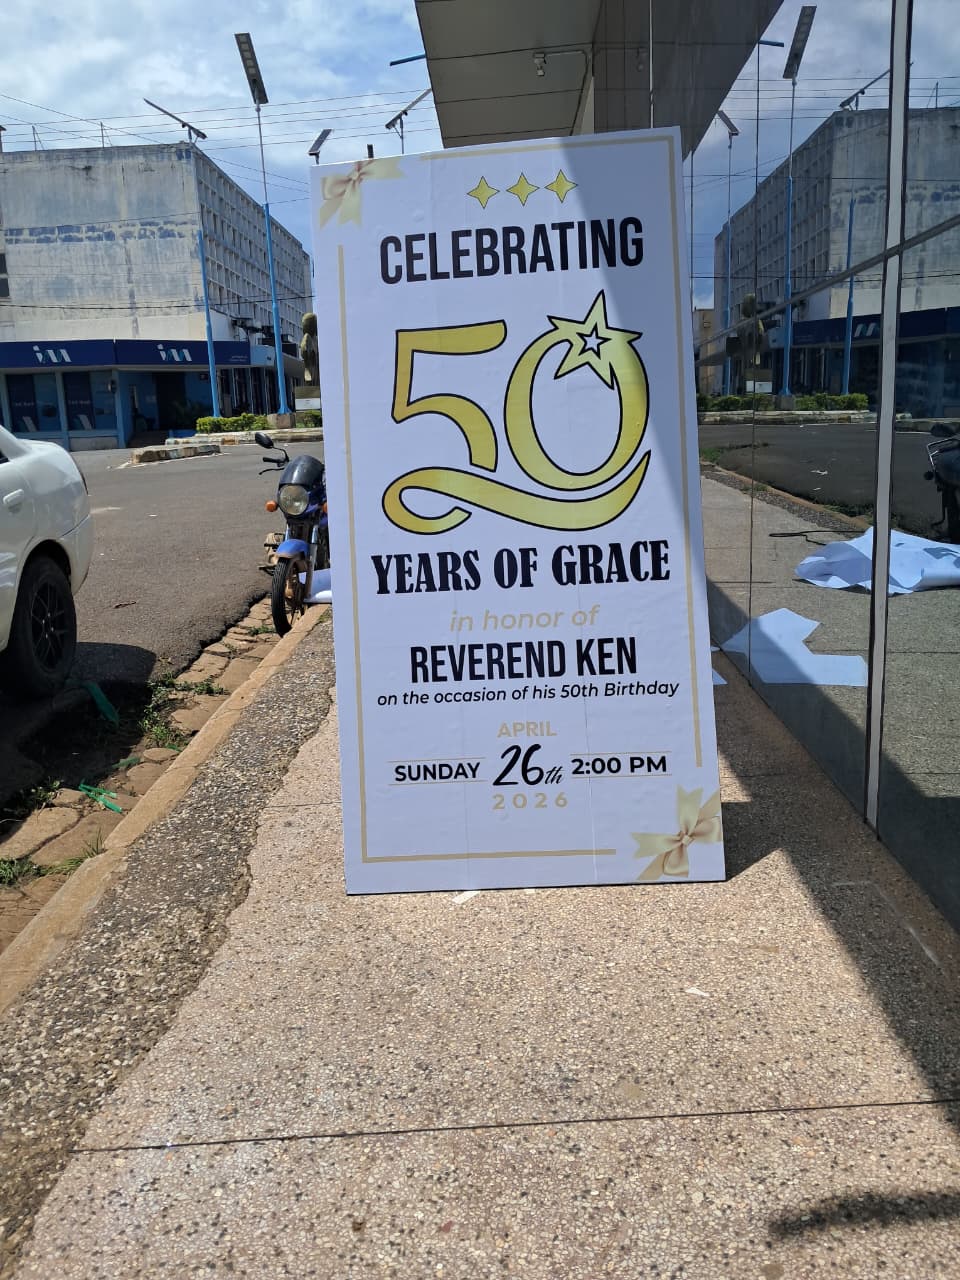 CELEBRATING
50
YEARS OF GRACE
in honor of
REVEREND KEN
on the occasion of his 50th Birthday
APRIL
SUNDAY 26th 2:00 PM
2026
I&M I&M